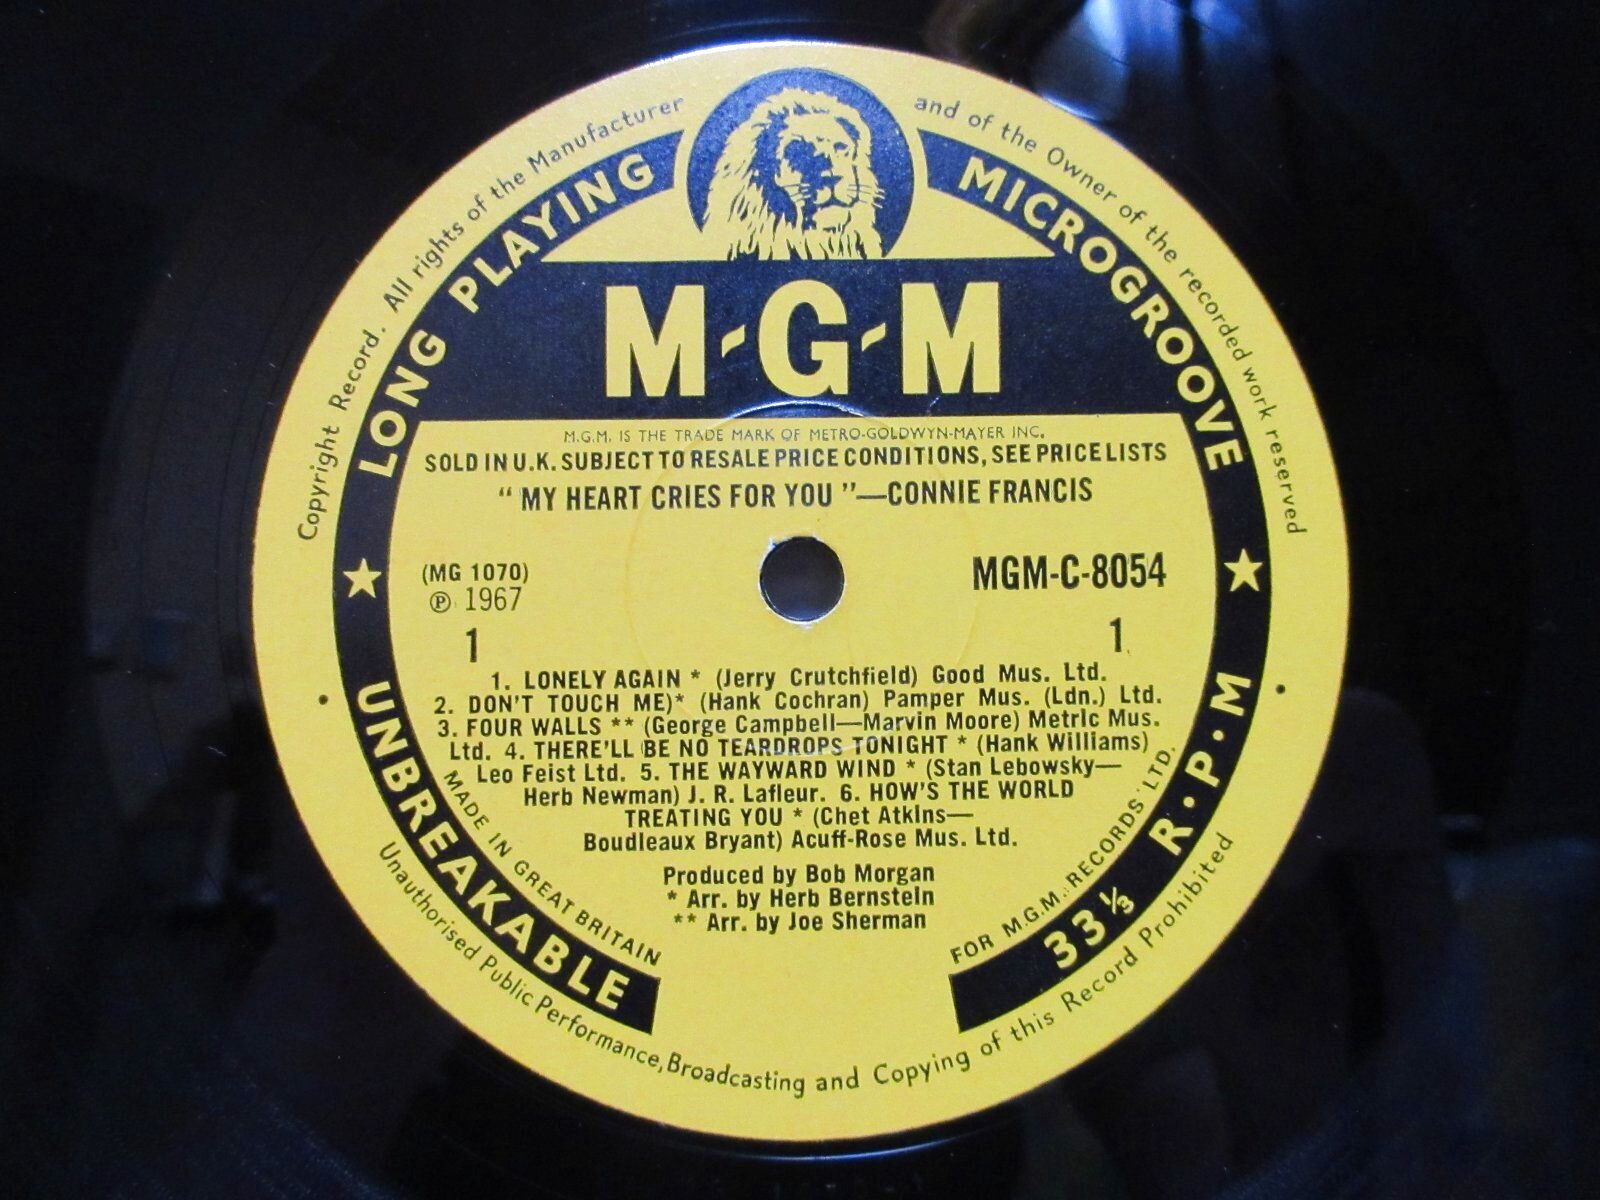 Copyright Record. All rights of the Manufacturer and of the Owner of the recorded work reserved
LONG PLAYING MICROGROOVE
M-G-M
M.G.M. IS THE TRADE MARK OF METRO-GOLDWYN-MAYER INC.
SOLD IN U.K. SUBJECT TO RESALE PRICE CONDITIONS, SEE PRICE LISTS
" MY HEART CRIES FOR YOU "—CONNIE FRANCIS
(MG 1070)
℗ 1967
MGM-C-8054
1
1
1. LONELY AGAIN * (Jerry Crutchfield) Good Mus. Ltd.
2. DON'T TOUCH ME)* (Hank Cochran) Pamper Mus. (Ldn.) Ltd.
3. FOUR WALLS ** (George Campbell—Marvin Moore) Metric Mus.
Ltd. 4. THERE'LL BE NO TEARDROPS TONIGHT * (Hank Williams)
Leo Feist Ltd. 5. THE WAYWARD WIND * (Stan Lebowsky—
Herb Newman) J. R. Lafleur. 6. HOW'S THE WORLD
TREATING YOU * (Chet Atkins—
Boudleaux Bryant) Acuff-Rose Mus. Ltd.
Produced by Bob Morgan
* Arr. by Herb Bernstein
** Arr. by Joe Sherman
MADE IN GREAT BRITAIN
FOR M.G.M. RECORDS LTD.
UNBREAKABLE
33⅓ R.P.M
Unauthorised Public Performance, Broadcasting and Copying of this Record Prohibited